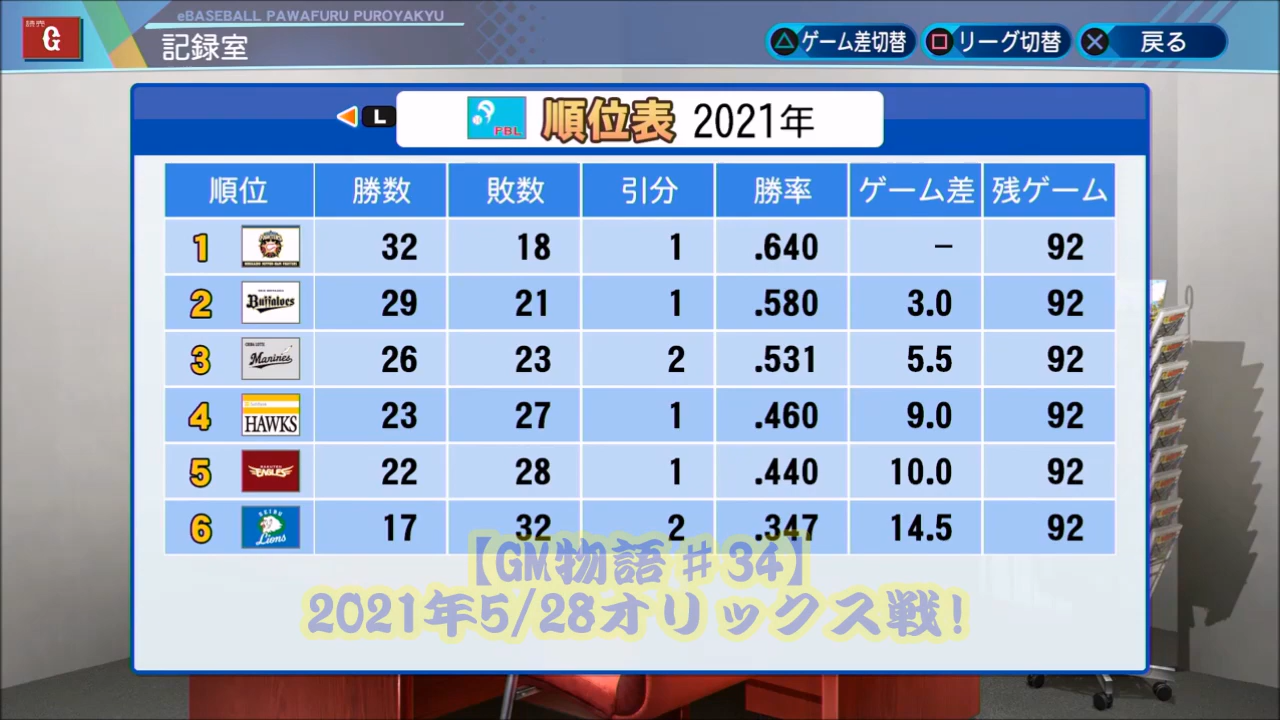 eBASEBALL PAWAFURU PUROYAKYU
読売 G
記録室
△ゲーム差切替 □リーグ切替 ×戻る
L PBL 順位表 2021年
順位 勝数 敗数 引分 勝率 ゲーム差 残ゲーム
1 32 18 1 .640 － 92
2 Buffaloes 29 21 1 .580 3.0 92
3 Marines 26 23 2 .531 5.5 92
4 HAWKS 23 27 1 .460 9.0 92
5 EAGLES 22 28 1 .440 10.0 92
6 SEIBU Lions 17 32 2 .347 14.5 92
【GM物語♯34】
2021年5/28オリックス戦!